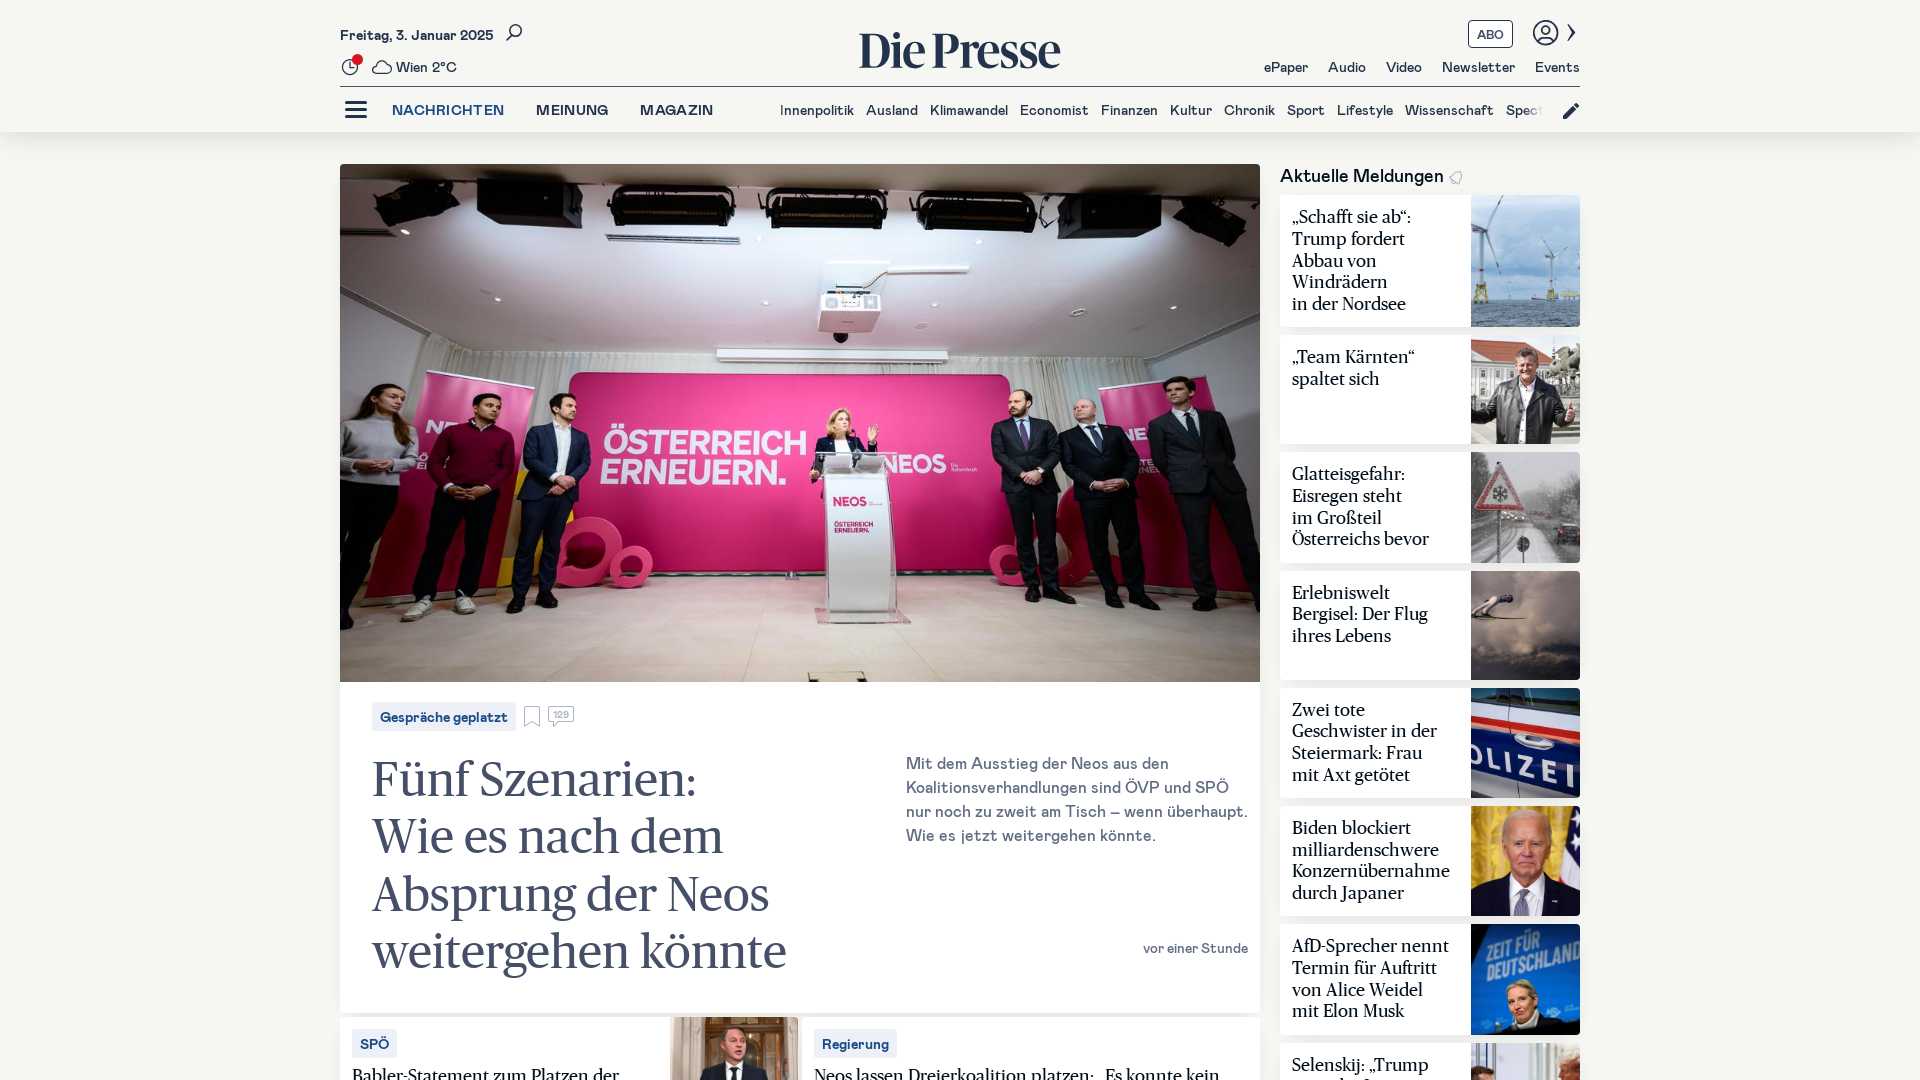 Freitag, 3. Januar 2025
Wien 2°C
Die Presse
ABO
ePaper Audio Video Newsletter Events
NACHRICHTEN MEINUNG MAGAZIN
Innenpolitik Ausland Klimawandel Economist Finanzen Kultur Chronik Sport Lifestyle Wissenschaft
ÖSTERREICH
ERNEUERN.
NEOS
NEOS
ÖSTERREICH
ERNEUERN.
Gespräche geplatzt
129
Fünf Szenarien:
Wie es nach dem
Absprung der Neos
weitergehen könnte
Mit dem Ausstieg der Neos aus den
Koalitionsverhandlungen sind ÖVP und SPÖ
nur noch zu zweit am Tisch – wenn überhaupt.
Wie es jetzt weitergehen könnte.
vor einer Stunde
SPÖ
Babler-Statement zum Platzen der
Regierung
Neos lassen Dreierkoalition platzen: „Es konnte kein
Aktuelle Meldungen
„Schafft sie ab“:
Trump fordert
Abbau von
Windrädern
in der Nordsee
„Team Kärnten“
spaltet sich
Glatteisgefahr:
Eisregen steht
im Großteil
Österreichs bevor
Erlebniswelt
Bergisel: Der Flug
ihres Lebens
Zwei tote
Geschwister in der
Steiermark: Frau
mit Axt getötet
OLIZEI
Biden blockiert
milliardenschwere
Konzernübernahme
durch Japaner
AfD-Sprecher nennt
Termin für Auftritt
von Alice Weidel
mit Elon Musk
ZEIT FÜR
DEUTSCHLAND
Selenskij: „Trump